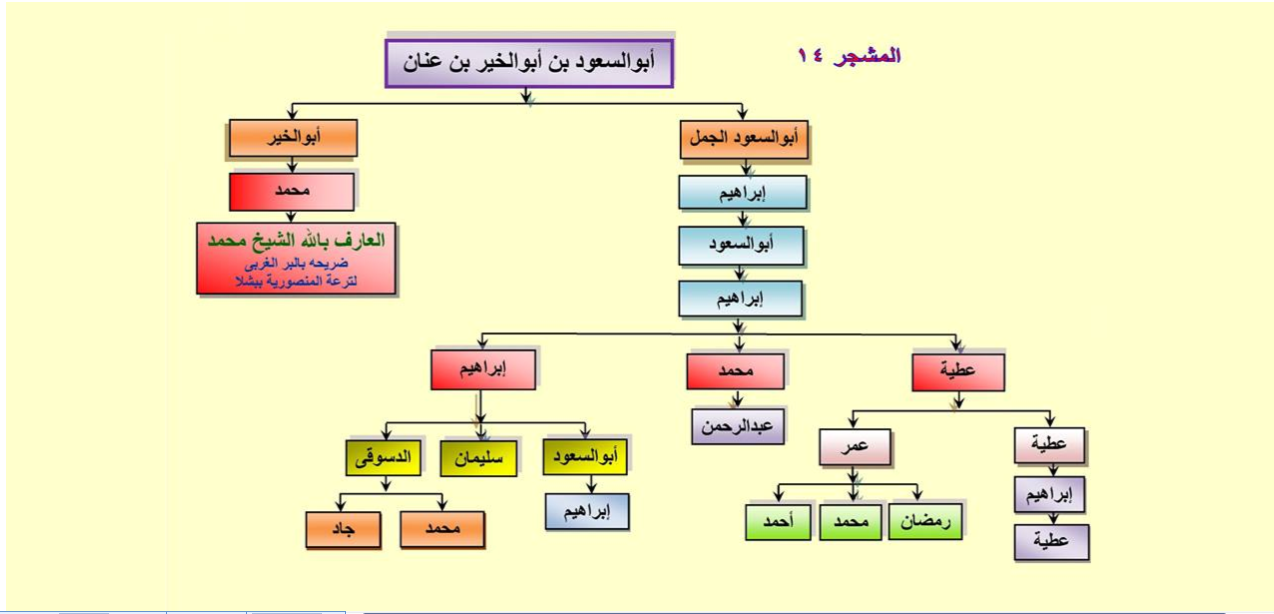 المشجر ١٤
أبوالسعود بن أبوالخير بن عنان
أبوالسعود الجمل
أبوالخير
إبراهيم
محمد
أبوالسعود
العارف بالله الشيخ محمد
ضريحه بالبر الغربى
لترعة المنصورية ببشلا
إبراهيم
عطية
محمد
إبراهيم
عبدالرحمن
عطية
عمر
أبوالسعود
سليمان
الدسوقى
إبراهيم
إبراهيم
رمضان
محمد
أحمد
محمد
جاد
عطية